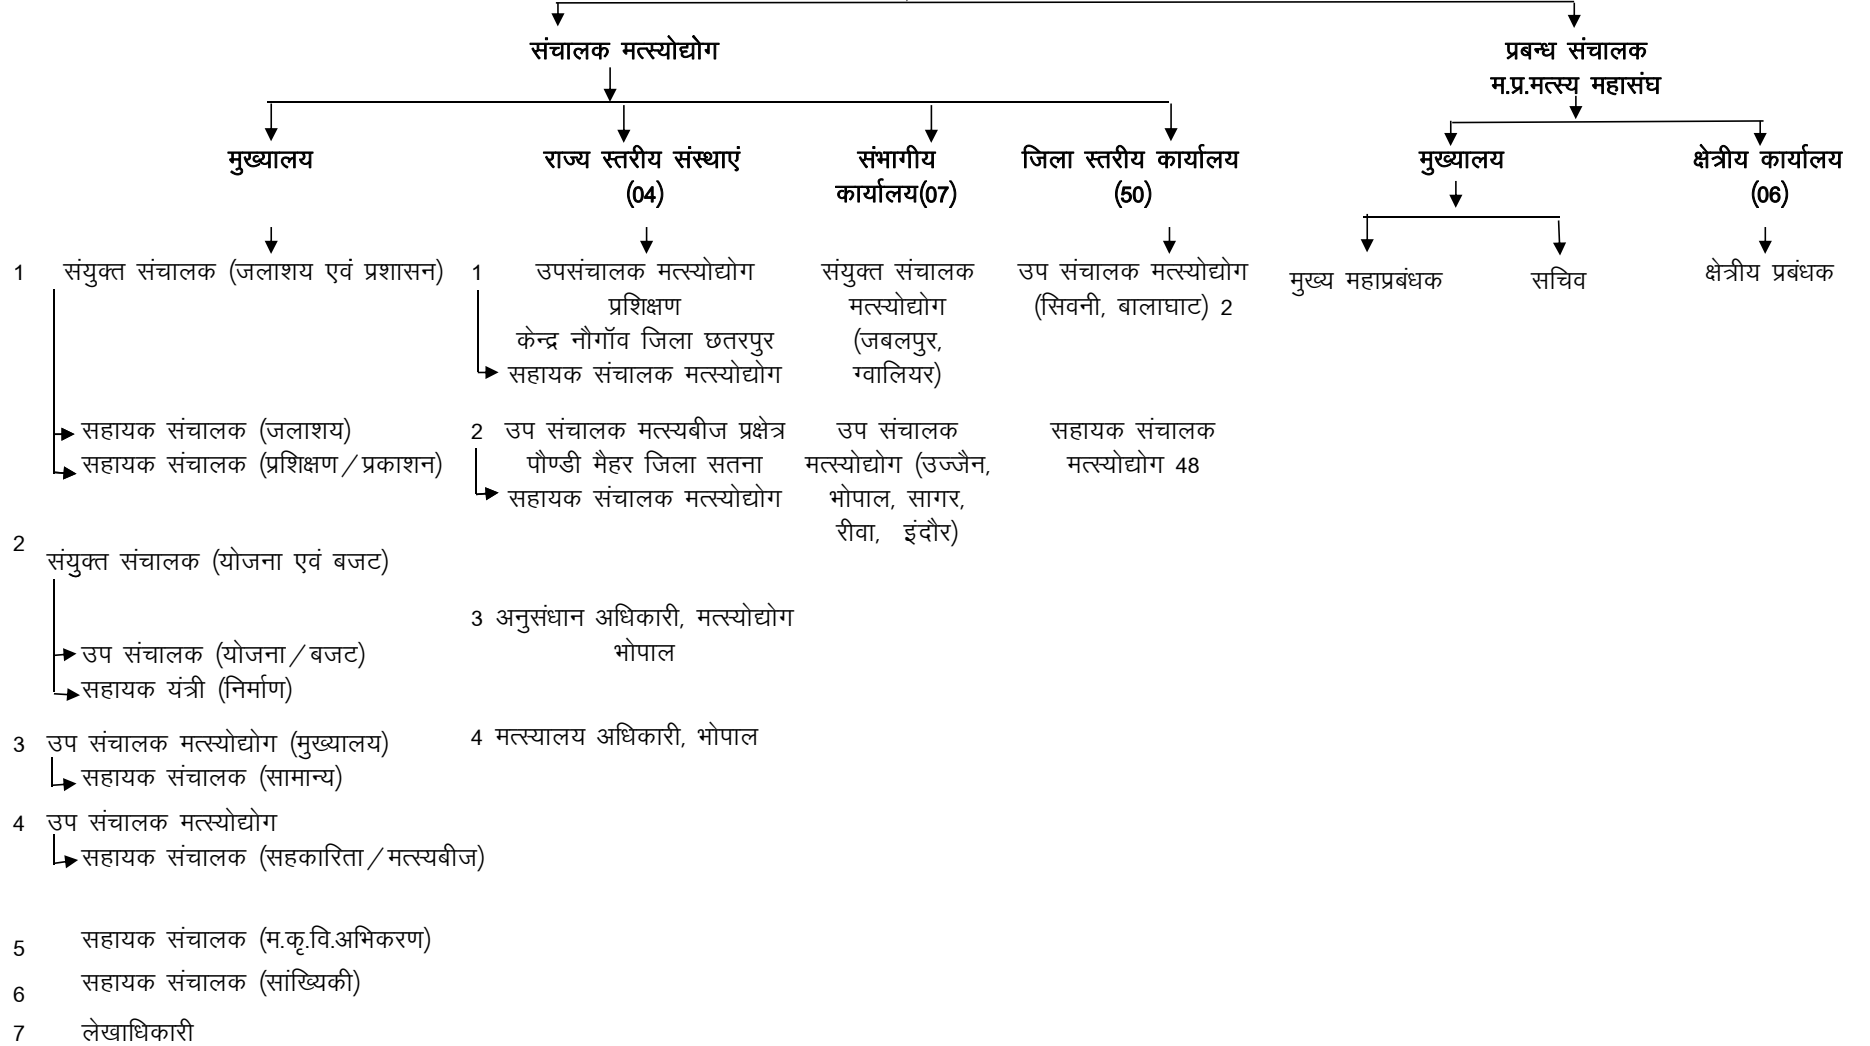 संचालक मत्स्योद्योग
प्रबन्ध संचालक
म.प्र.मत्स्य महासंघ
मुख्यालय
राज्य स्तरीय संस्थाएं
(04)
संभागीय
कार्यालय(07)
जिला स्तरीय कार्यालय
(50)
मुख्यालय
क्षेत्रीय कार्यालय
(06)
1 संयुक्त संचालक (जलाशय एवं प्रशासन)
सहायक संचालक (जलाशय)
सहायक संचालक (प्रशिक्षण/प्रकाशन)
2 संयुक्त संचालक (योजना एवं बजट)
उप संचालक (योजना/बजट)
सहायक यंत्री (निर्माण)
3 उप संचालक मत्स्योद्योग (मुख्यालय)
सहायक संचालक (सामान्य)
4 उप संचालक मत्स्योद्योग
सहायक संचालक (सहकारिता/मत्स्यबीज)
5 सहायक संचालक (म.कृ.वि.अभिकरण)
6 सहायक संचालक (सांख्यिकी)
7 लेखाधिकारी
1 उपसंचालक मत्स्योद्योग
प्रशिक्षण
केन्द्र नौगॉव जिला छतरपुर
सहायक संचालक मत्स्योद्योग
2 उप संचालक मत्स्यबीज प्रक्षेत्र
पौण्डी मैहर जिला सतना
सहायक संचालक मत्स्योद्योग
3 अनुसंधान अधिकारी, मत्स्योद्योग
भोपाल
4 मत्स्यालय अधिकारी, भोपाल
संयुक्त संचालक
मत्स्योद्योग
(जबलपुर,
ग्वालियर)
उप संचालक
मत्स्योद्योग (उज्जैन,
भोपाल, सागर,
रीवा, इंदौर)
उप संचालक मत्स्योद्योग
(सिवनी, बालाघाट) 2
सहायक संचालक
मत्स्योद्योग 48
मुख्य महाप्रबंधक
सचिव
क्षेत्रीय प्रबंधक